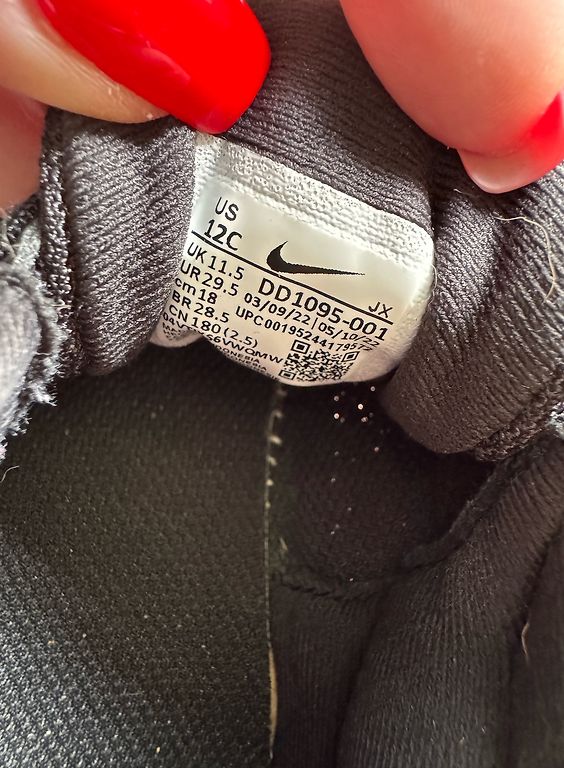 US
12C
UK 11.5
EUR 29.5
cm 18
BR 28.5
CN 180 (2.5)
DD1095-001
JX
03/09/22 | 05/10/22
UPC 00195244179572